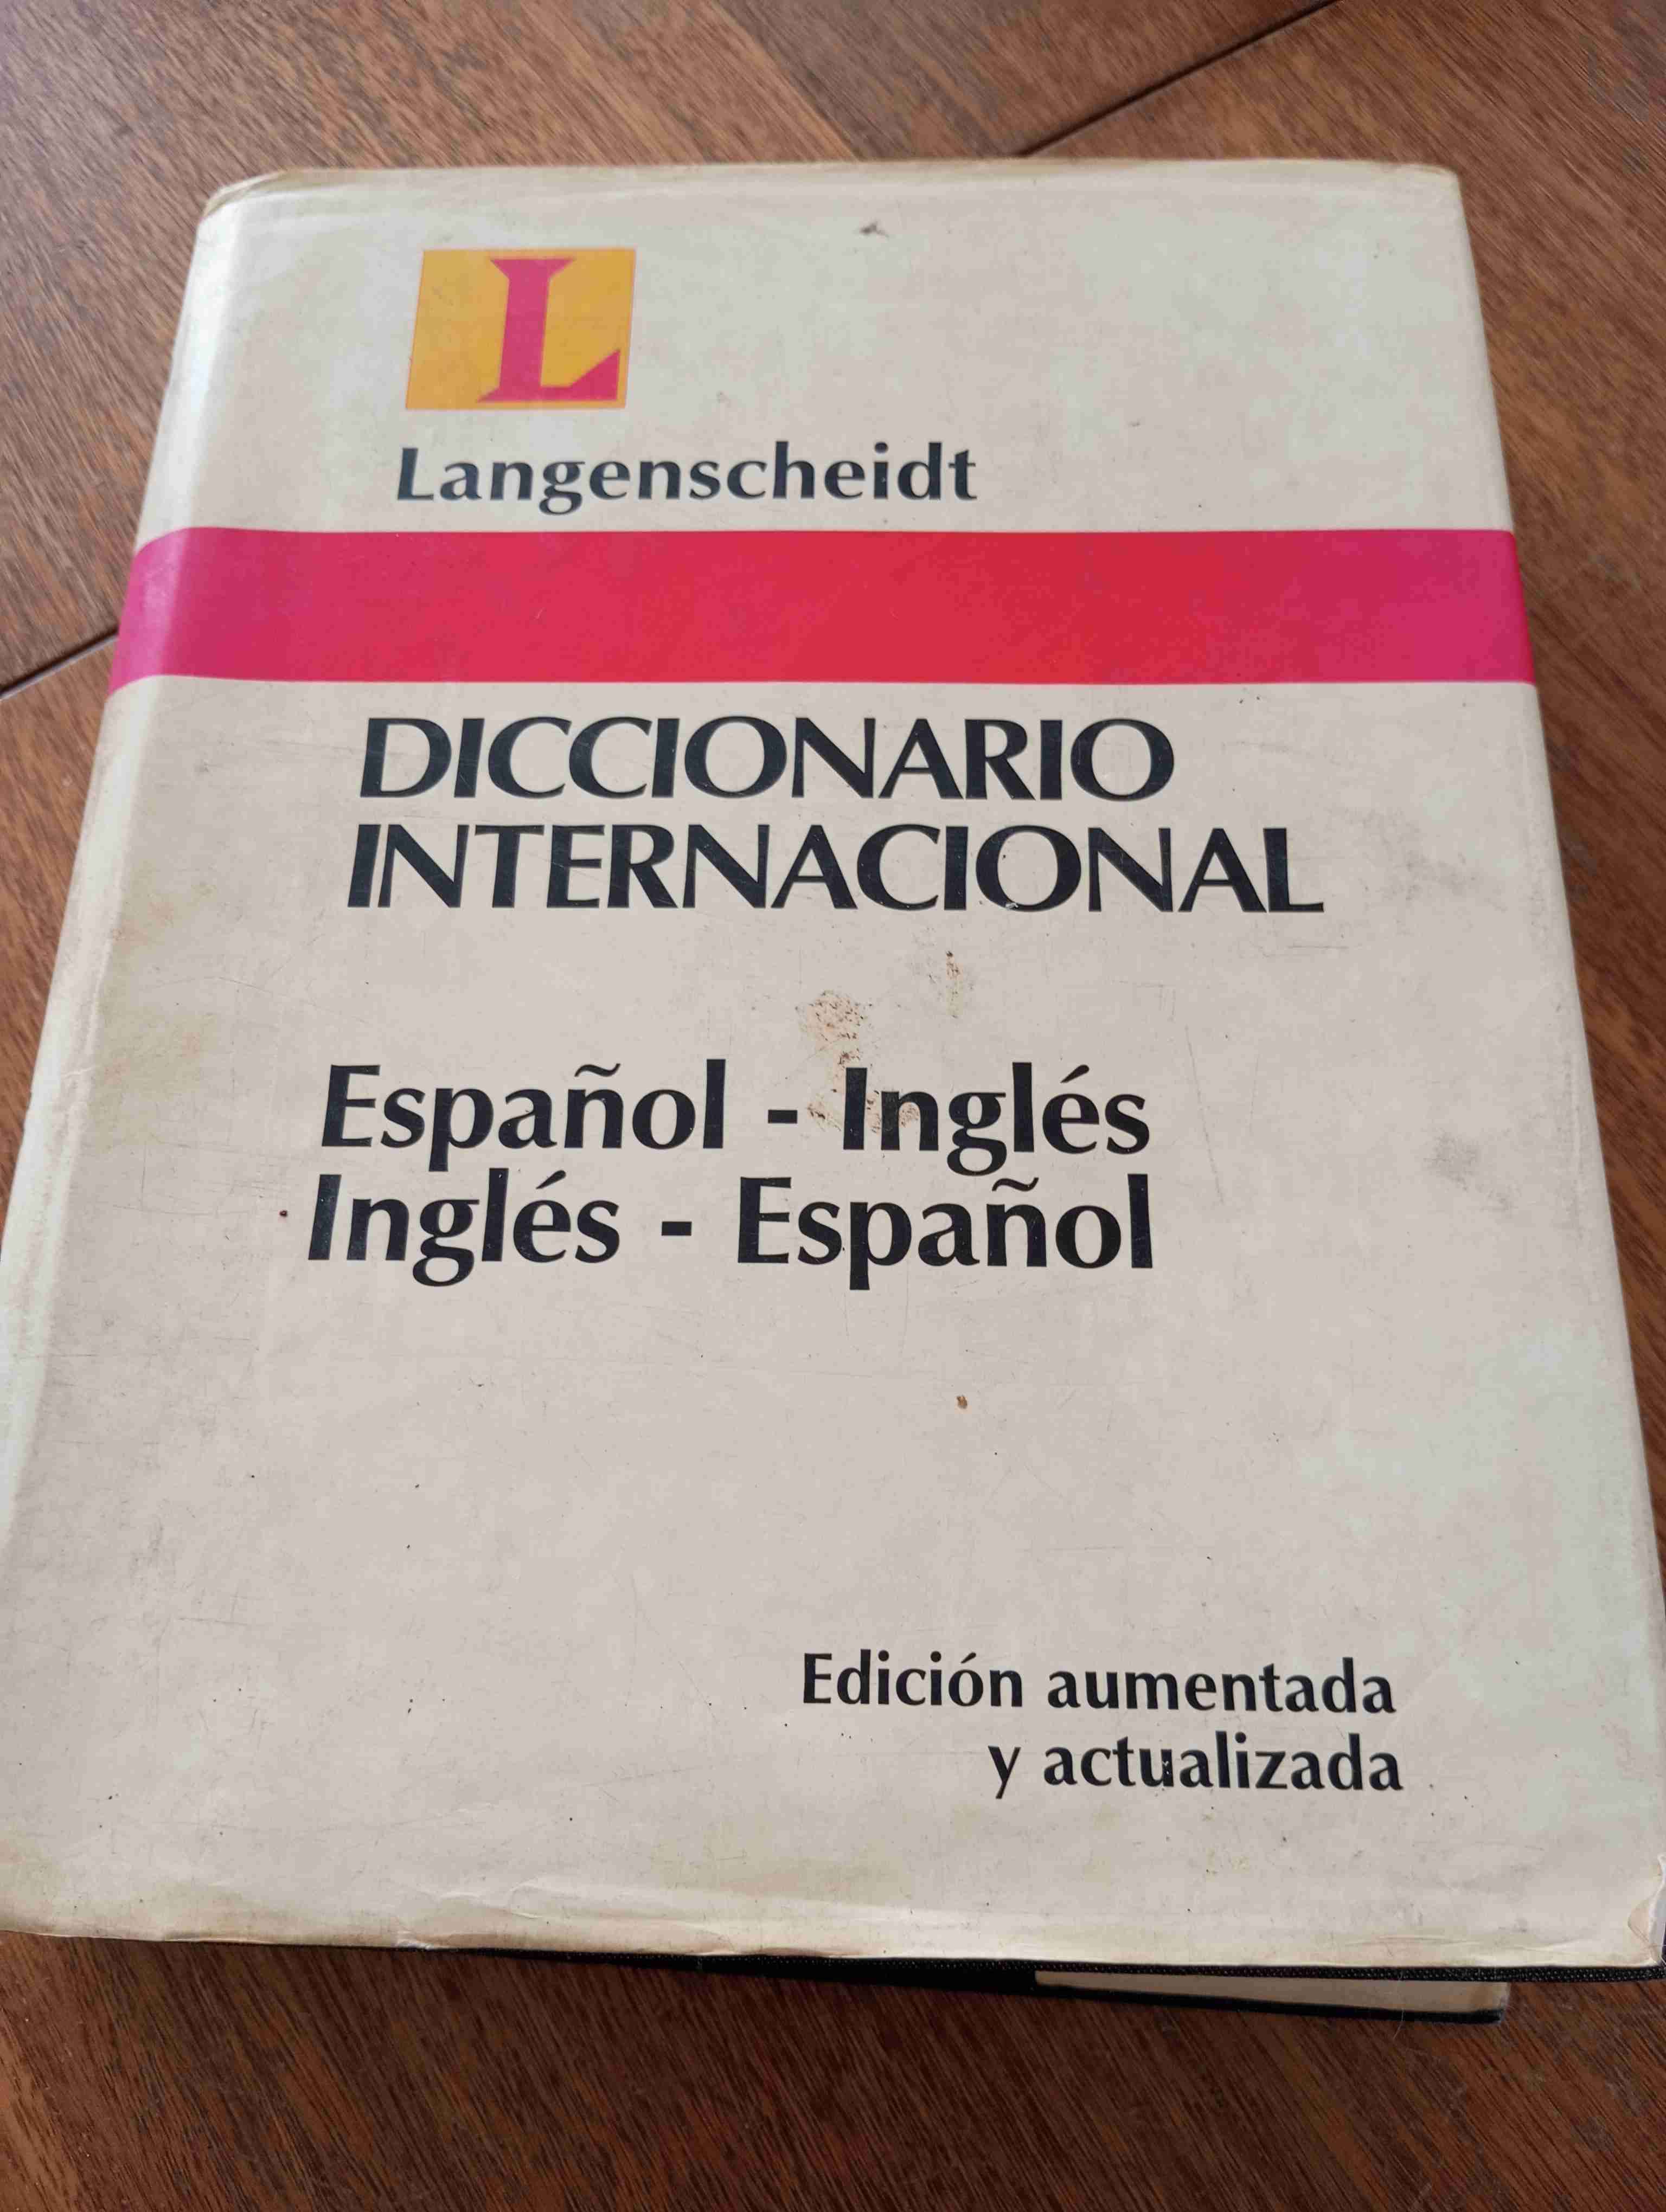 L
Langenscheidt
DICCIONARIO
INTERNACIONAL
Español - Inglés
Inglés - Español
Edición aumentada
y actualizada